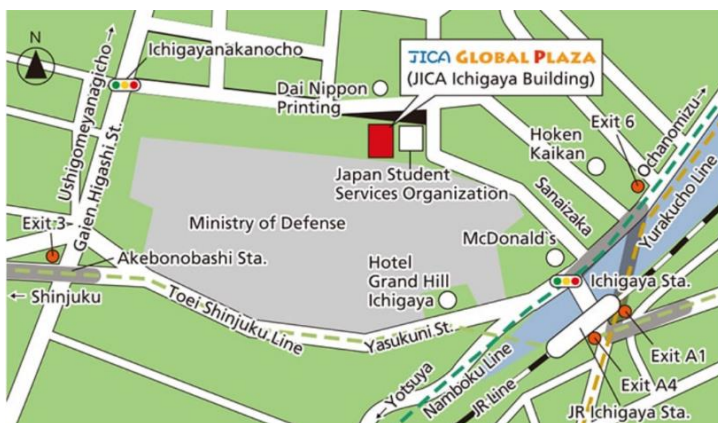 N
Ichigayanakanocho
JICA GLOBAL PLAZA
(JICA Ichigaya Building)
Dai Nippon
Printing
Ushigomeyanagicho→
Gaien Higashi St.
Exit 6
Ochanomizu→
Hoken
Kaikan
Japan Student
Services Organization
Sanaizaka
Yurakucho Line
Ministry of Defense
Exit 3
McDonald`s
Akebonobashi Sta.
Hotel
Grand Hill
Ichigaya
Ichigaya Sta.
← Shinjuku
Toei Shinjuku Line
Yasukuni St.
Exit A1
←Yotsuya
Namboku Line
JR Line
Exit A4
JR Ichigaya Sta.